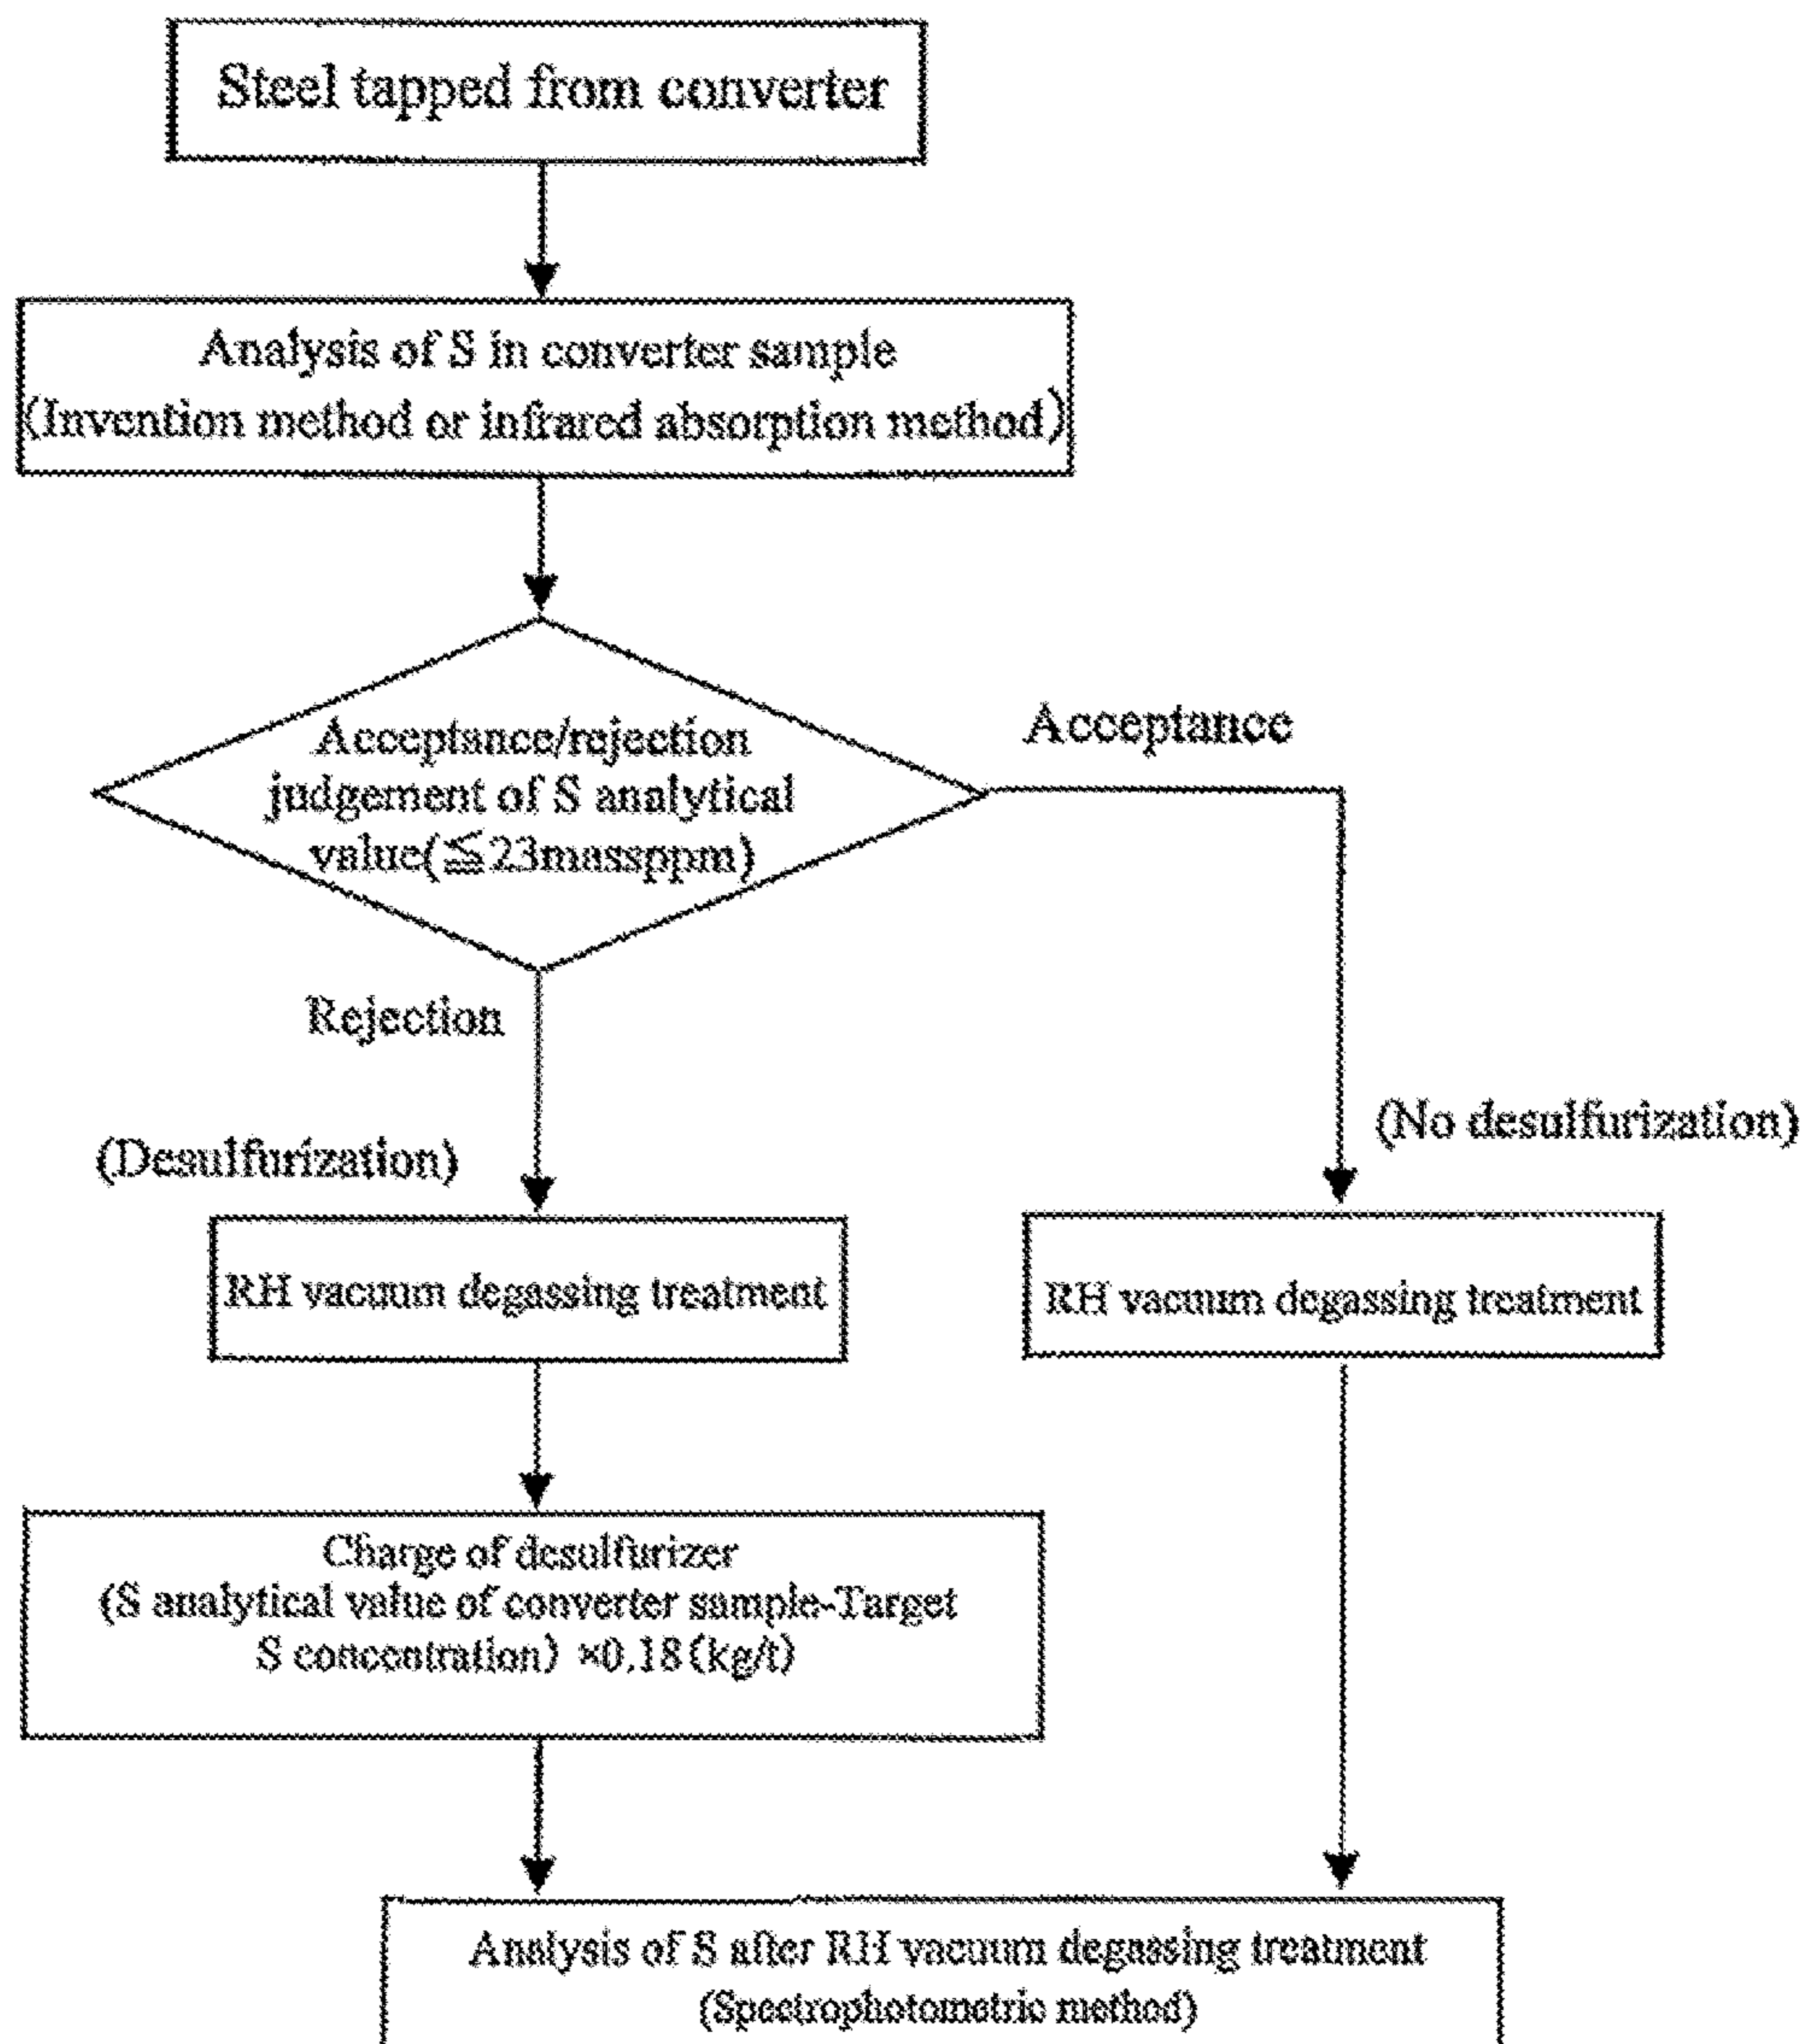 Steel tapped from converter
Analysis of S in converter sample
(Invention method or infrared absorption method)
Acceptance/rejection
judgement of S analytical
value(≦23massppm)
Acceptance
Rejection
(Desulfurization)
(No desulfurization)
RH vacuum degassing treatment
RH vacuum degassing treatment
Charge of desulfurizer
(S analytical value of converter sample-Target
S concentration) ×0.18(kg/t)
Analysis of S after RH vacuum degassing treatment
(Spectrophotometric method)